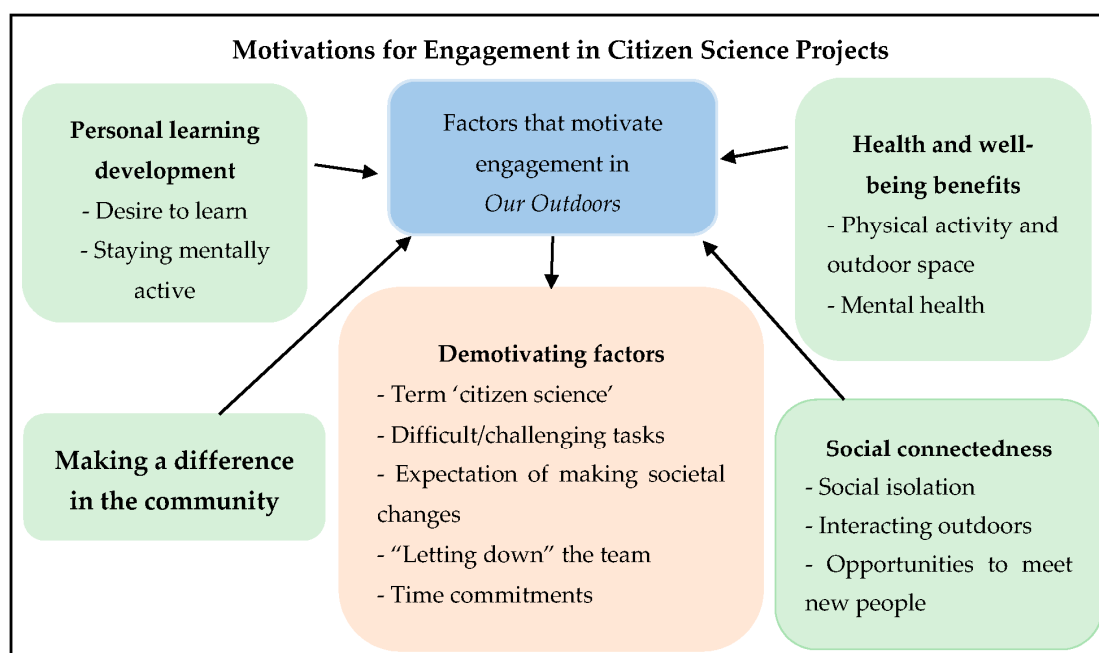 Motivations for Engagement in Citizen Science Projects
Personal learning
development
- Desire to learn
- Staying mentally
active
Factors that motivate
engagement in
Our Outdoors
Health and well-
being benefits
- Physical activity and
outdoor space
- Mental health
Making a difference
in the community
Demotivating factors
- Term ‘citizen science’
- Difficult/challenging tasks
- Expectation of making societal
changes
- “Letting down” the team
- Time commitments
Social connectedness
- Social isolation
- Interacting outdoors
- Opportunities to meet
new people